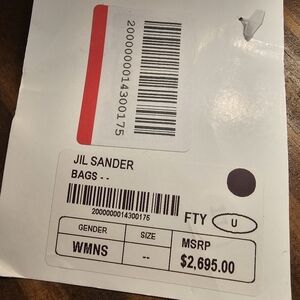 2000000014300175
JIL SANDER
BAGS - -
2000000014300175
FTY U
GENDER SIZE MSRP
WMNS -- $2,695.00